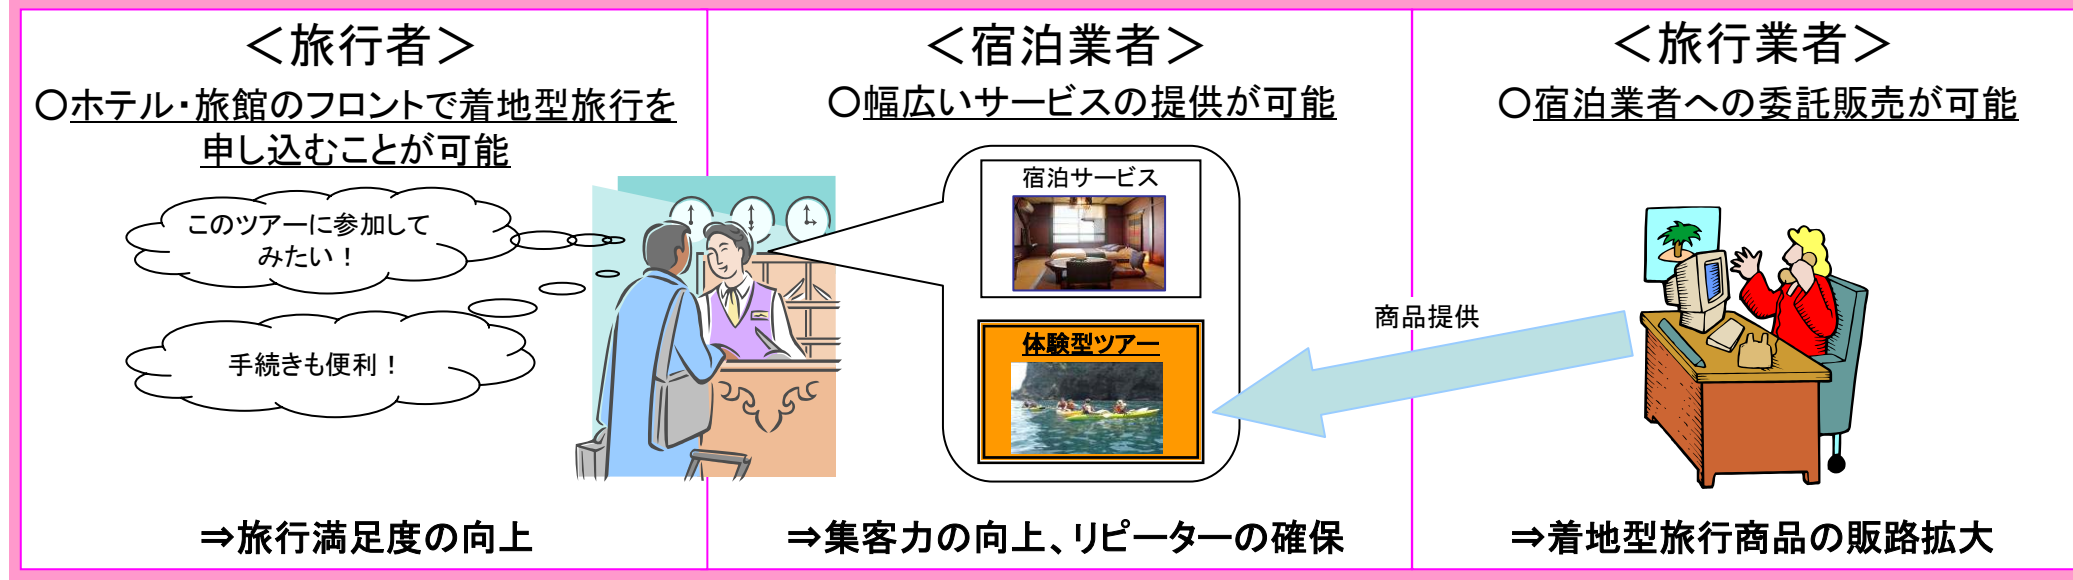 ＜旅行者＞
○ホテル・旅館のフロントで着地型旅行を
申し込むことが可能
このツアーに参加して
みたい！
手続きも便利！
⇒旅行満足度の向上
＜宿泊業者＞
○幅広いサービスの提供が可能
宿泊サービス
体験型ツアー
⇒集客力の向上、リピーターの確保
＜旅行業者＞
○宿泊業者への委託販売が可能
商品提供
⇒着地型旅行商品の販路拡大